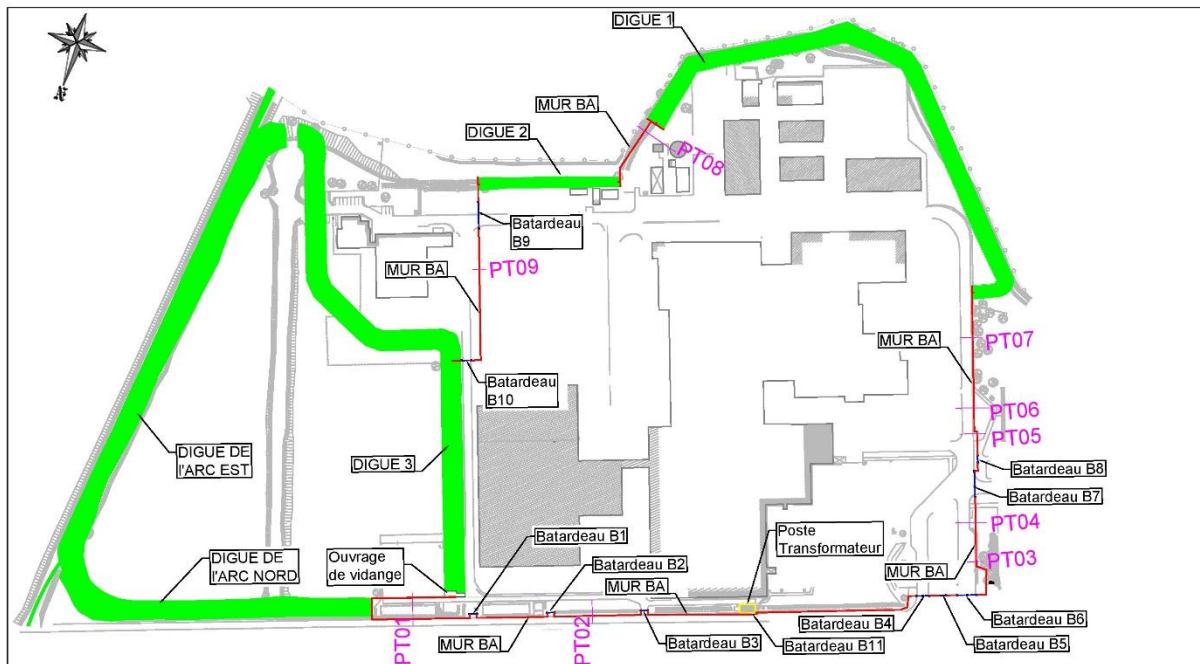 DIGUE 1
MUR BA
DIGUE 2
PT08
Batardeau
B9
MUR BA
PT09
MUR BA
PT07
Batardeau
B10
PT06
PT05
DIGUE DE
l'ARC EST
DIGUE 3
Batardeau B8
Batardeau B7
Poste
Transformateur
PT04
Batardeau B1
DIGUE DE
l'ARC NORD
Ouvrage
de vidange
Batardeau B2
MUR BA
MUR BA
PT03
PT01
MUR BA
PT02
Batardeau B3
Batardeau B4
Batardeau B11
Batardeau B6
Batardeau B5